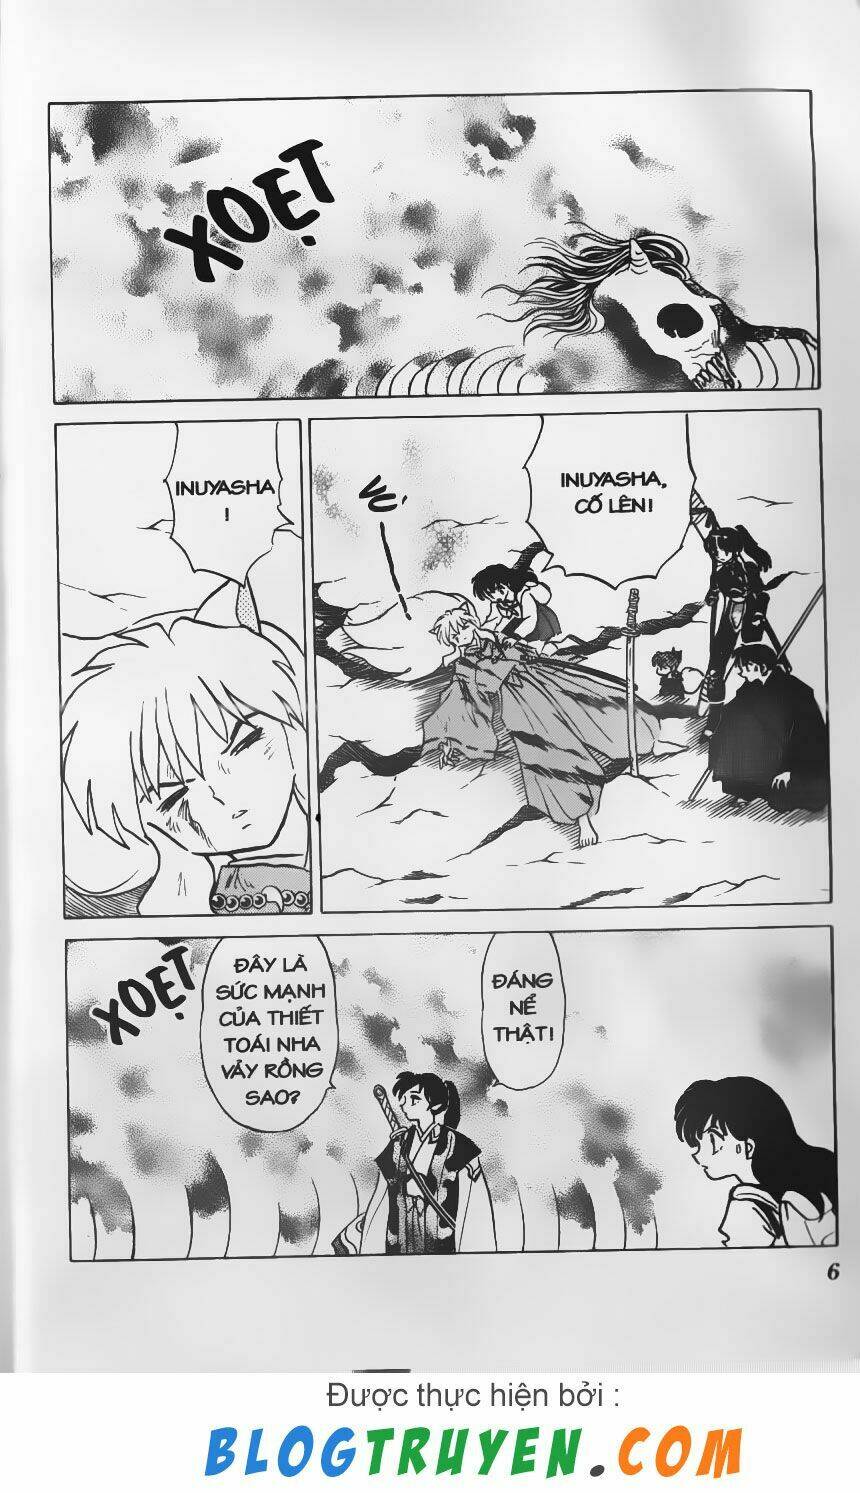 XOẸT
INUYASHA,
CỐ LÊN!
VÙ
INUYASHA
!
ĐÁNG
NỂ
THẬT!
ĐÂY LÀ
SỨC MẠNH
CỦA THIẾT
TOÁI NHA
VẢY RỒNG
SAO?
XOẸT
6
Được thực hiện bởi :
BLOGTRUYEN.COM